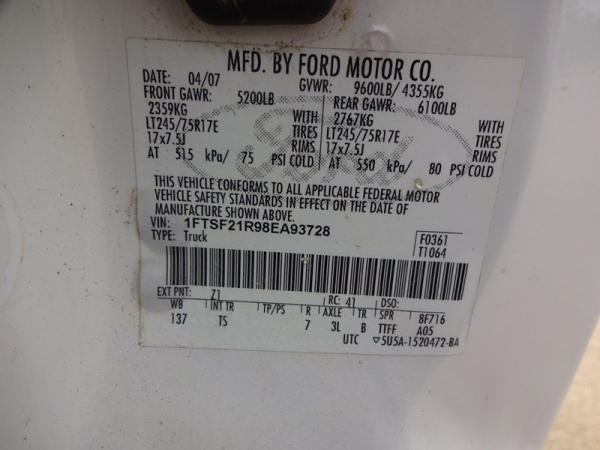 MFD. BY FORD MOTOR CO.
DATE: 04/07 GVWR: 9600LB/ 4355KG
FRONT GAWR: 5200LB REAR GAWR: 6100LB
2359KG WITH 2767KG WITH
LT245/75R17E TIRES LT245/75R17E TIRES
17x7.5J RIMS 17x7.5J RIMS
AT 515 kPa/ 75 PSI COLD AT 550 kPa/ 80 PSI COLD
THIS VEHICLE CONFORMS TO ALL APPLICABLE FEDERAL MOTOR
VEHICLE SAFETY STANDARDS IN EFFECT ON THE DATE OF
MANUFACTURE SHOWN ABOVE.
VIN: 1FTSF21R98EA93728 F0361
TYPE: Truck T1064
EXT PNT: Z1 RC: 41 DSO:
WB INT TR TP/PS R AXLE TR SPR 8F716
137 TS 7 3L B TTFF A05
UTC ▽5U5A-1520472-BA